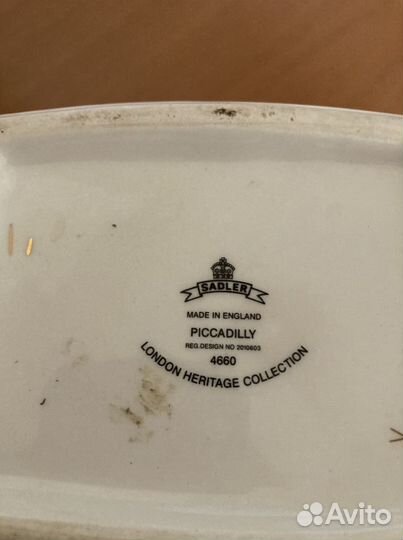 SADLER
MADE IN ENGLAND
PICCADILLY
REG.DESIGN NO 2010603
4660
LONDON HERITAGE COLLECTION
Avito